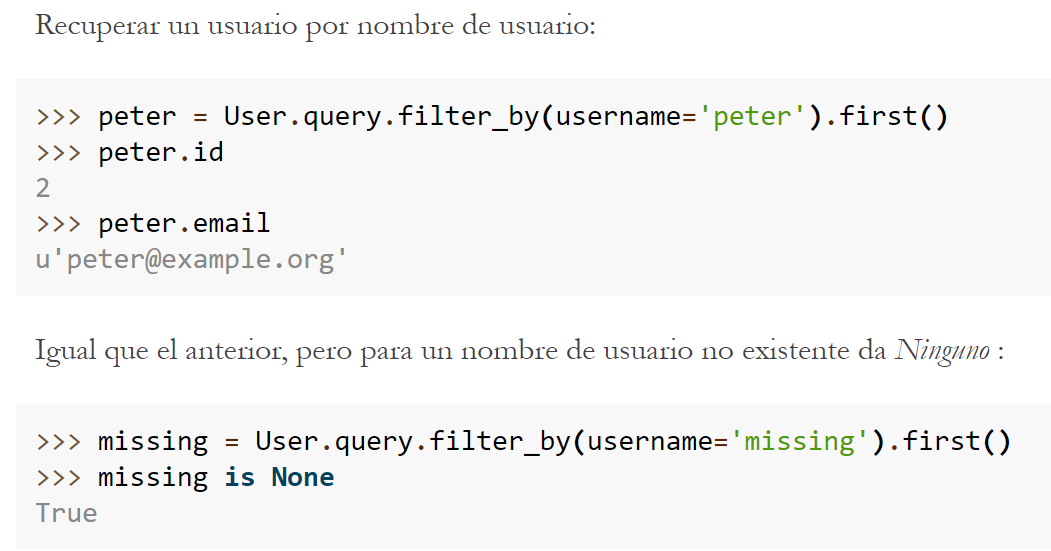 Recuperar un usuario por nombre de usuario:
>>> peter = User.query.filter_by(username='peter').first()
>>> peter.id
2
>>> peter.email
u'peter@example.org'
Igual que el anterior, pero para un nombre de usuario no existente da Ninguno :
>>> missing = User.query.filter_by(username='missing').first()
>>> missing is None
True